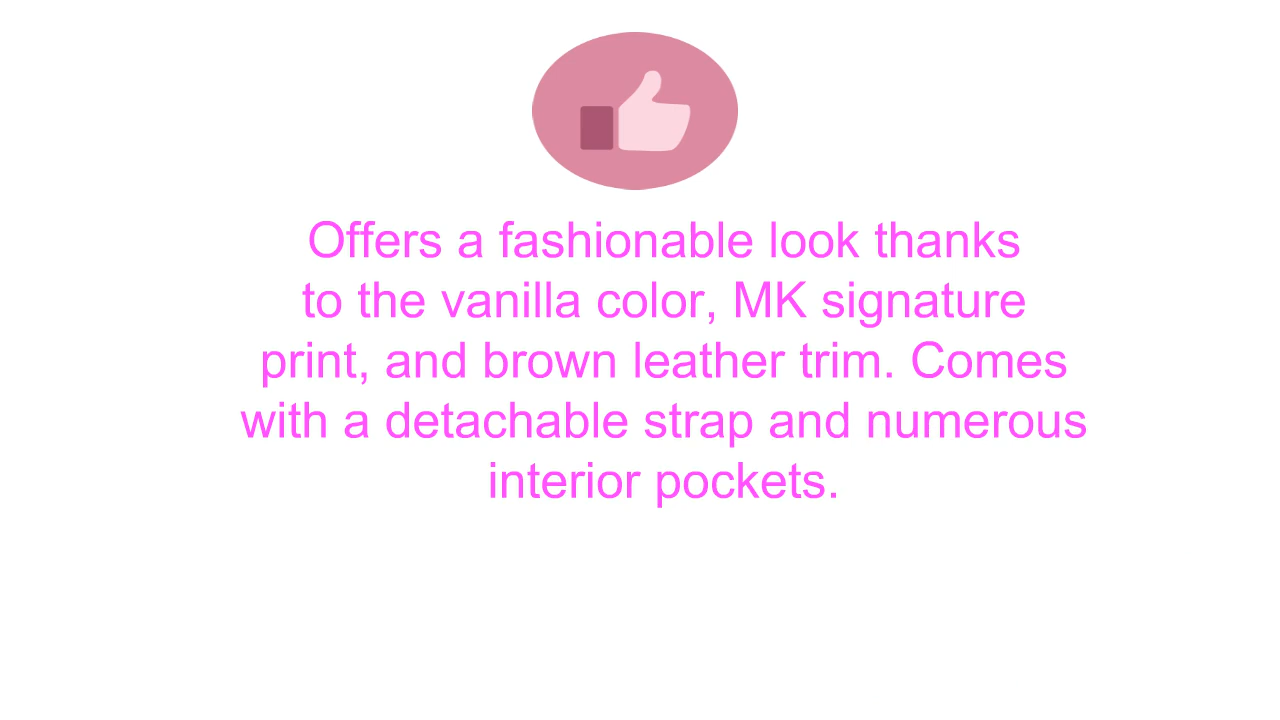 Offers a fashionable look thanks
to the vanilla color, MK signature
print, and brown leather trim. Comes
with a detachable strap and numerous
interior pockets.